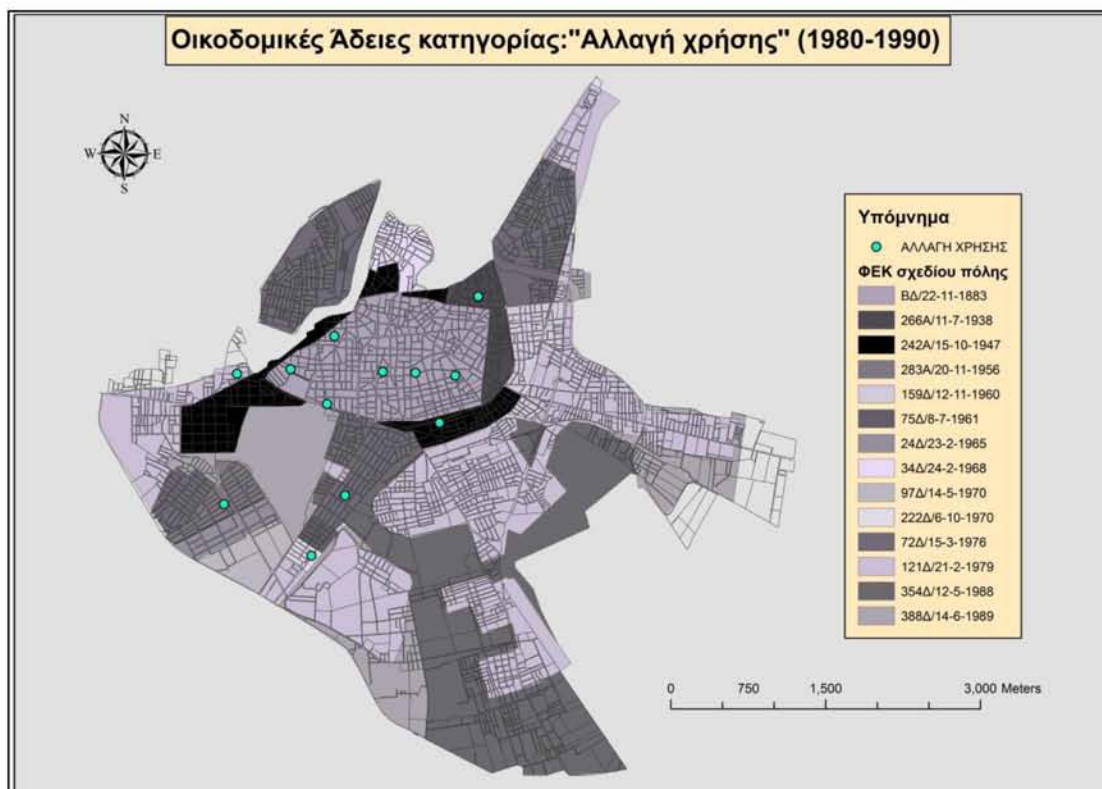 Οικοδομικές Άδειες κατηγορίας:"Αλλαγή χρήσης" (1980-1990)
N
W E
S
Υπόμνημα
ΑΛΛΑΓΗ ΧΡΗΣΗΣ
ΦΕΚ σχεδίου πόλης
ΒΔ/22-11-1883
266Α/11-7-1938
242Α/15-10-1947
283Α/20-11-1956
159Δ/12-11-1960
75Δ/8-7-1961
24Δ/23-2-1965
34Δ/24-2-1968
97Δ/14-5-1970
222Δ/6-10-1970
72Δ/15-3-1976
121Δ/21-2-1979
354Δ/12-5-1988
388Δ/14-6-1989
0 750 1,500 3,000 Meters